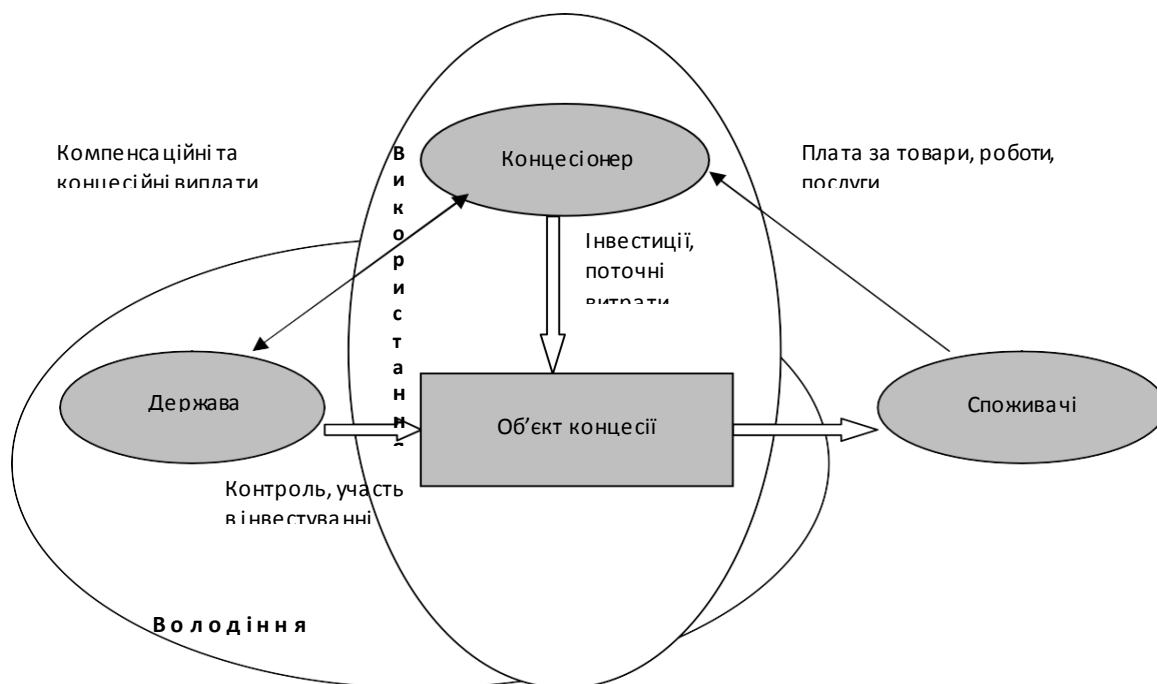 Компенсаційні та
концесійні виплати
Використання
Концесіонер
Плата за товари, роботи,
послуги
Інвестиції,
поточні
витрати
Держава
Об’єкт концесії
Споживачі
Контроль, участь
в інвестуванні
Володіння